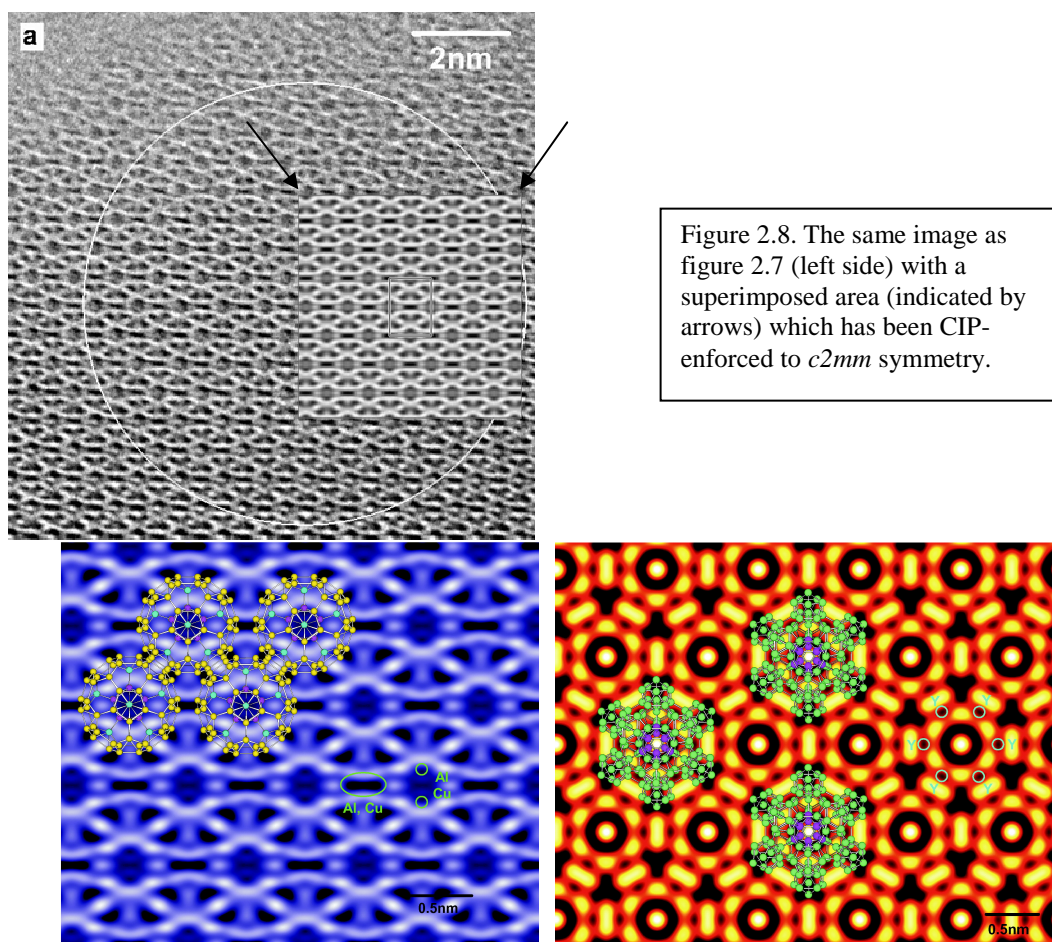 a
2nm
Figure 2.8. The same image as
figure 2.7 (left side) with a
superimposed area (indicated by
arrows) which has been CIP-
enforced to c2mm symmetry.
Al
Cu
Al, Cu
0.5nm
Y Y
Y Y
Y Y
0.5nm